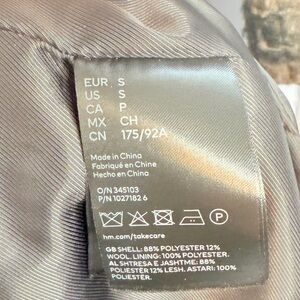 EUR S
US S
CA P
MX CH
CN 175/92A
Made in China
Fabriqué en Chine
Hecho en China
O/N 345103
P/N 1027182 6
hm.com/takecare
GB SHELL: 88% POLYESTER 12%
WOOL. LINING: 100% POLYESTER
AL SHTRESA E JASHTME: 88%
POLIESTER 12% LESH. ASTARI: 100%
POLIESTER